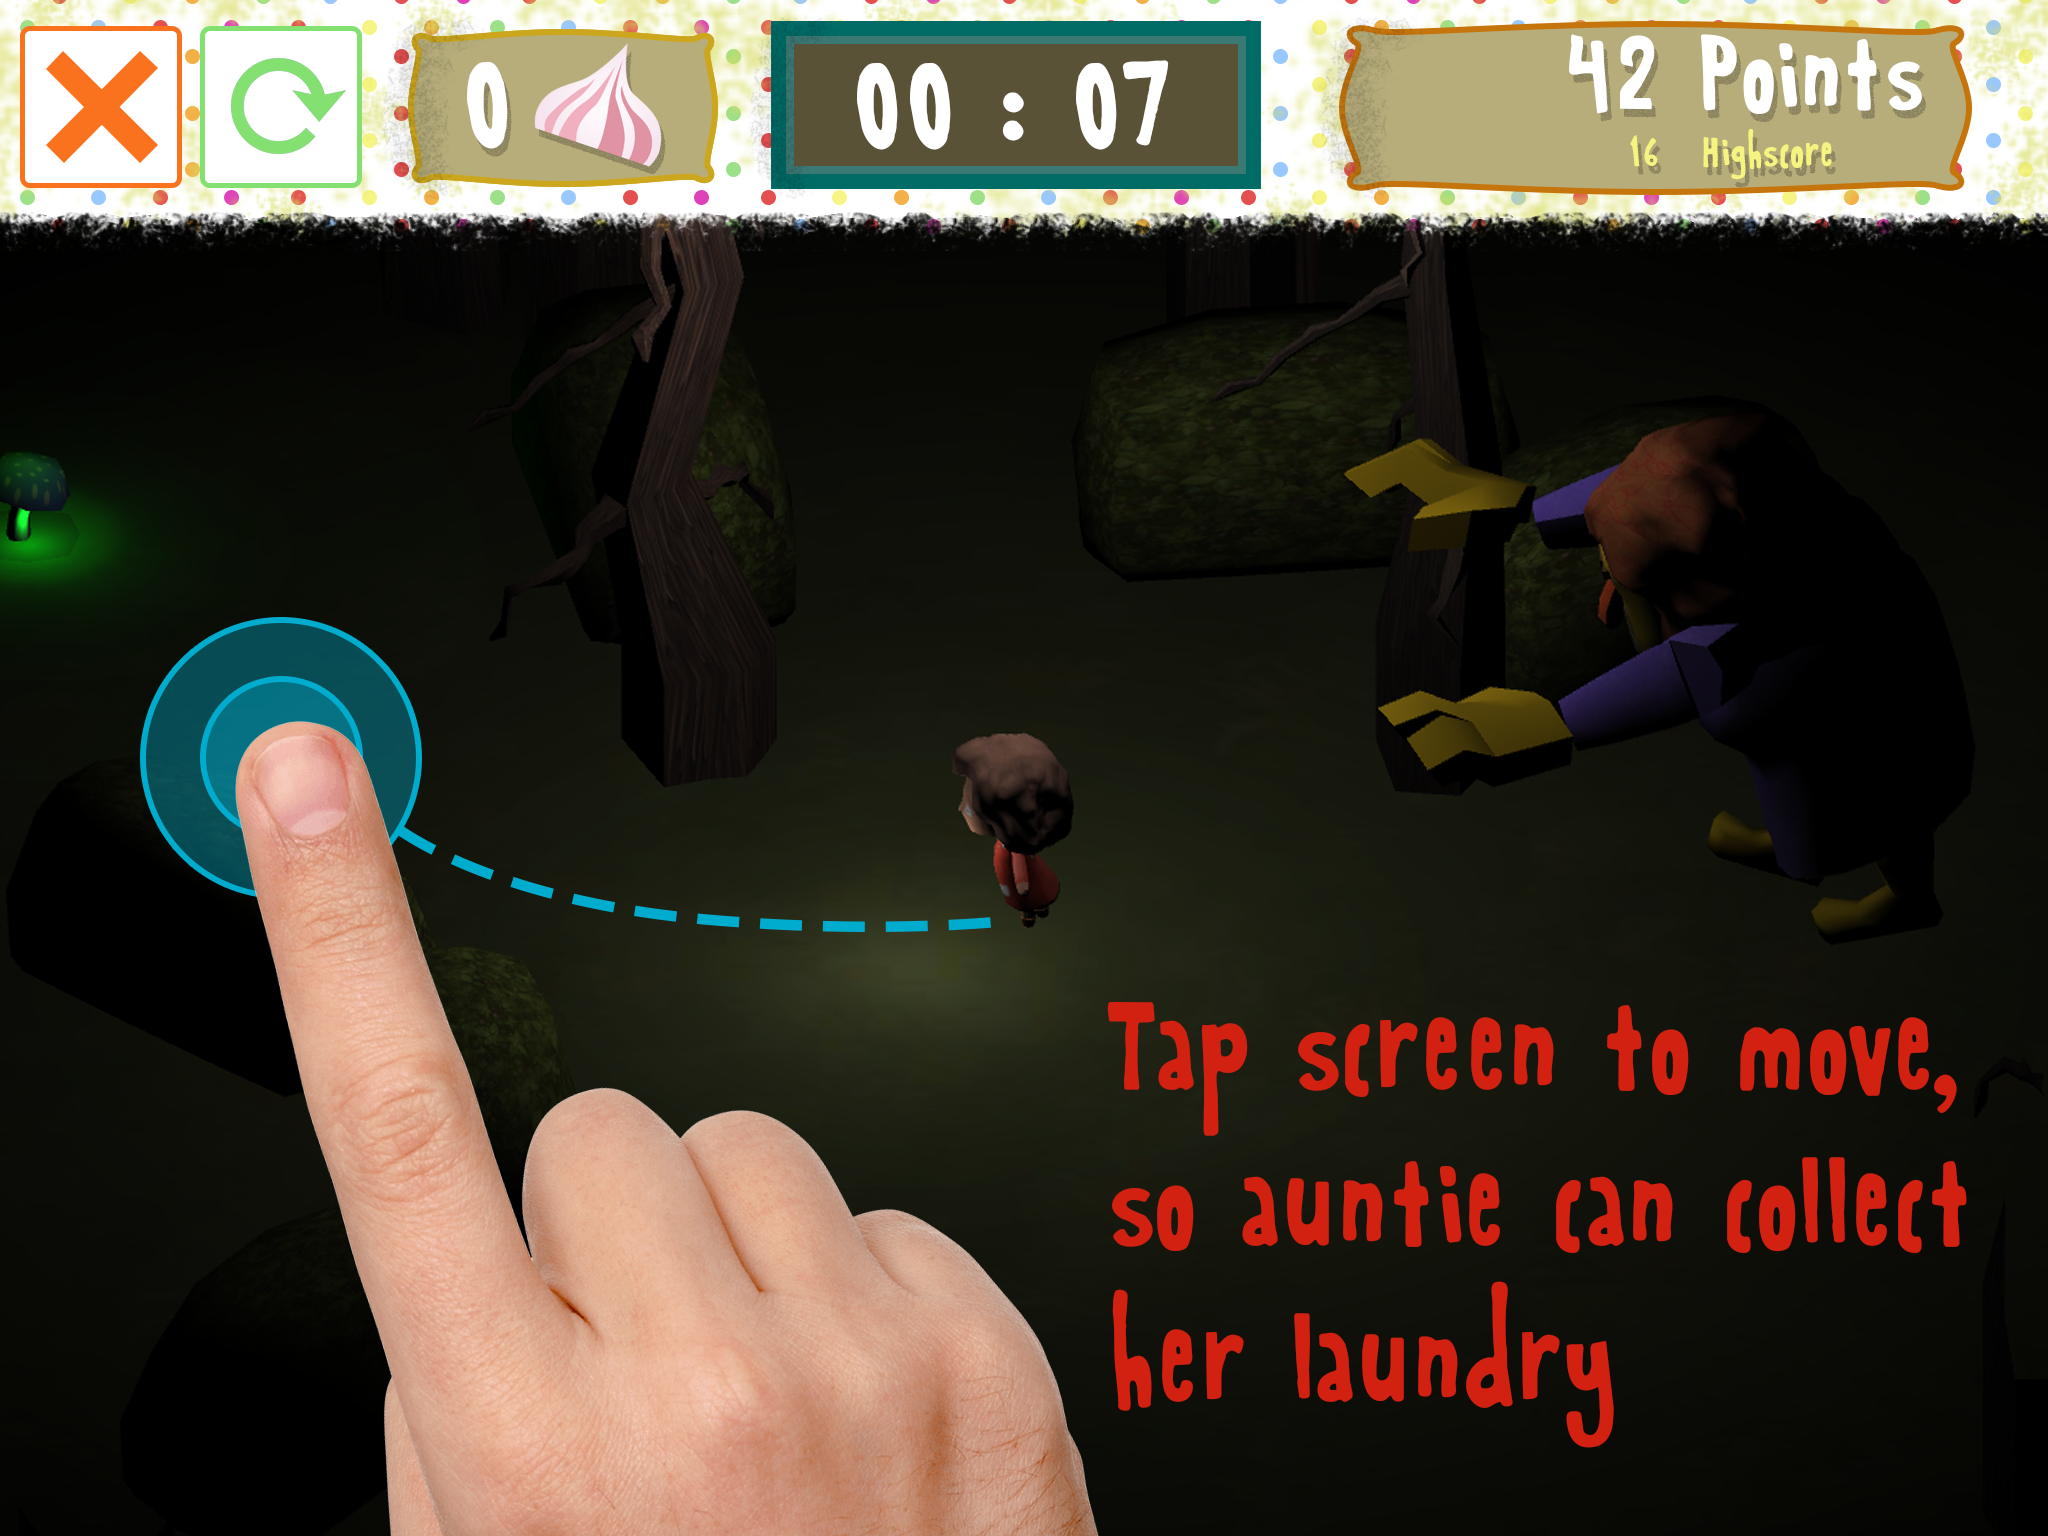 0
00 : 07
42 Points
16 Highscore
Tap screen to move,
so auntie can collect
her laundry